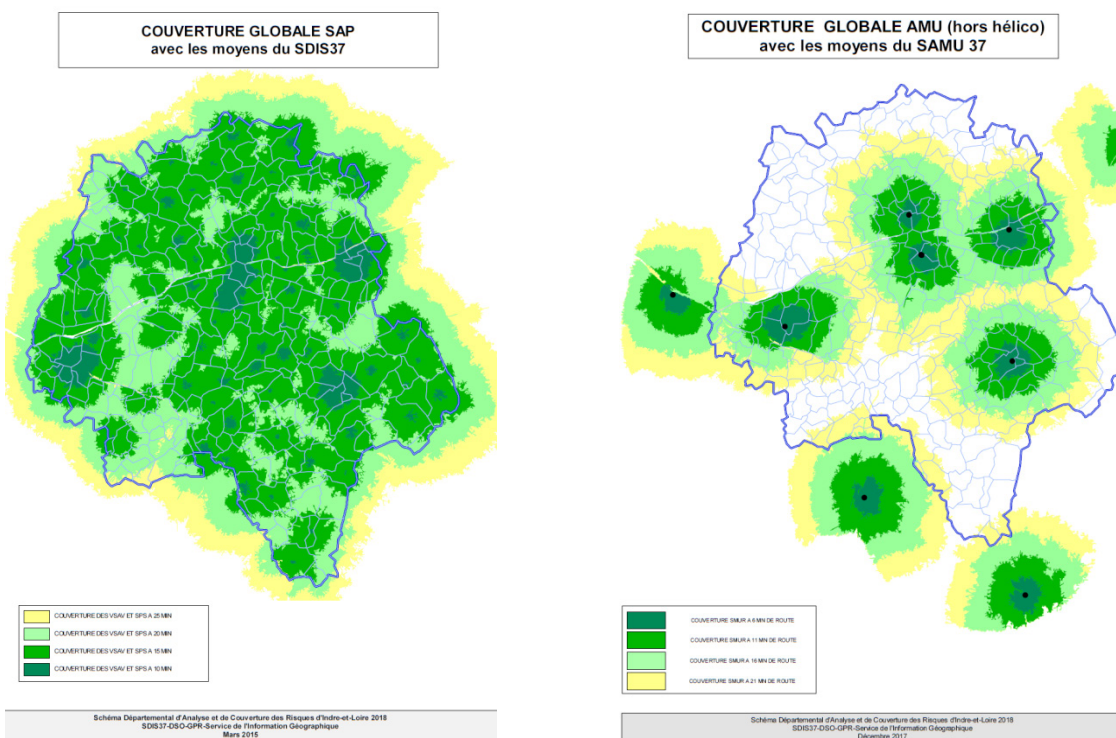 COUVERTURE GLOBALE SAP
avec les moyens du SDIS37
COUVERTURE DES VSAV ET SPS A 25 MIN
COUVERTURE DES VSAV ET SPS A 20 MIN
COUVERTURE DES VSAV ET SPS A 15 MIN
COUVERTURE DES VSAV ET SPS A 10 MIN
Schéma Départemental d'Analyse et de Couverture des Risques d'Indre-et-Loire 2018
SDIS37-DSO-GPR-Service de l'Information Géographique
Mars 2015
COUVERTURE GLOBALE AMU (hors hélico)
avec les moyens du SAMU 37
COUVERTURE SMUR A 6 MN DE ROUTE
COUVERTURE SMUR A 11 MN DE ROUTE
COUVERTURE SMUR A 16 MN DE ROUTE
COUVERTURE SMUR A 21 MN DE ROUTE
Schéma Départemental d'Analyse et de Couverture des Risques d'Indre-et-Loire 2018
SDIS37-DSO-GPR-Service de l'Information Géographique
Décembre 2017